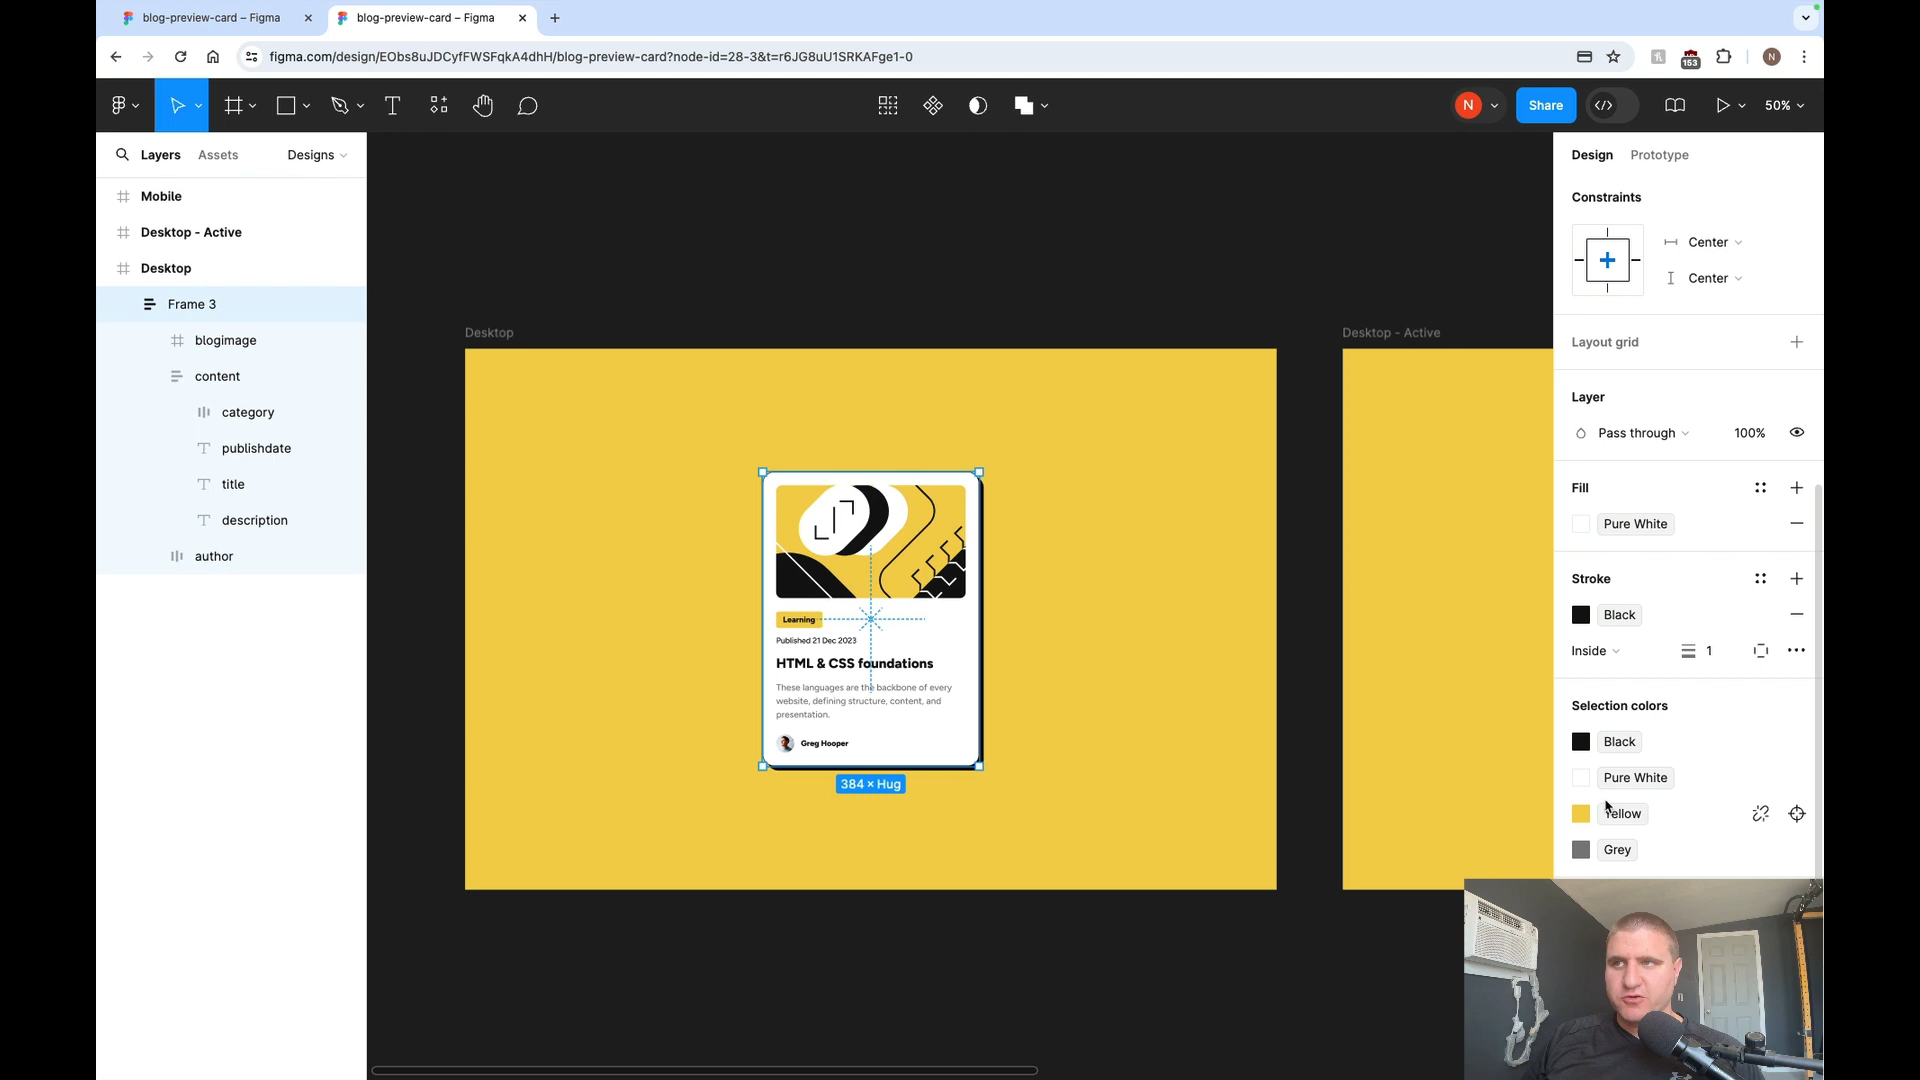 blog-preview-card – Figma
blog-preview-card – Figma
figma.com/design/EObs8uJDCyfFWSFqkA4dhH/blog-preview-card?node-id=28-3&t=r6JG8uU1SRKAFge1-0
153
N
N
Share
50%
Layers
Assets
Designs
Mobile
Desktop - Active
Desktop
Frame 3
blogimage
content
category
publishdate
title
description
author
Desktop
Desktop - Active
Learning
Published 21 Dec 2023
HTML & CSS foundations
These languages are the backbone of every
website, defining structure, content, and
presentation.
Greg Hooper
384 × Hug
Design
Prototype
Constraints
Center
Center
Layout grid
Layer
Pass through
100%
Fill
Pure White
Stroke
Black
Inside
1
Selection colors
Black
Pure White
Yellow
Grey